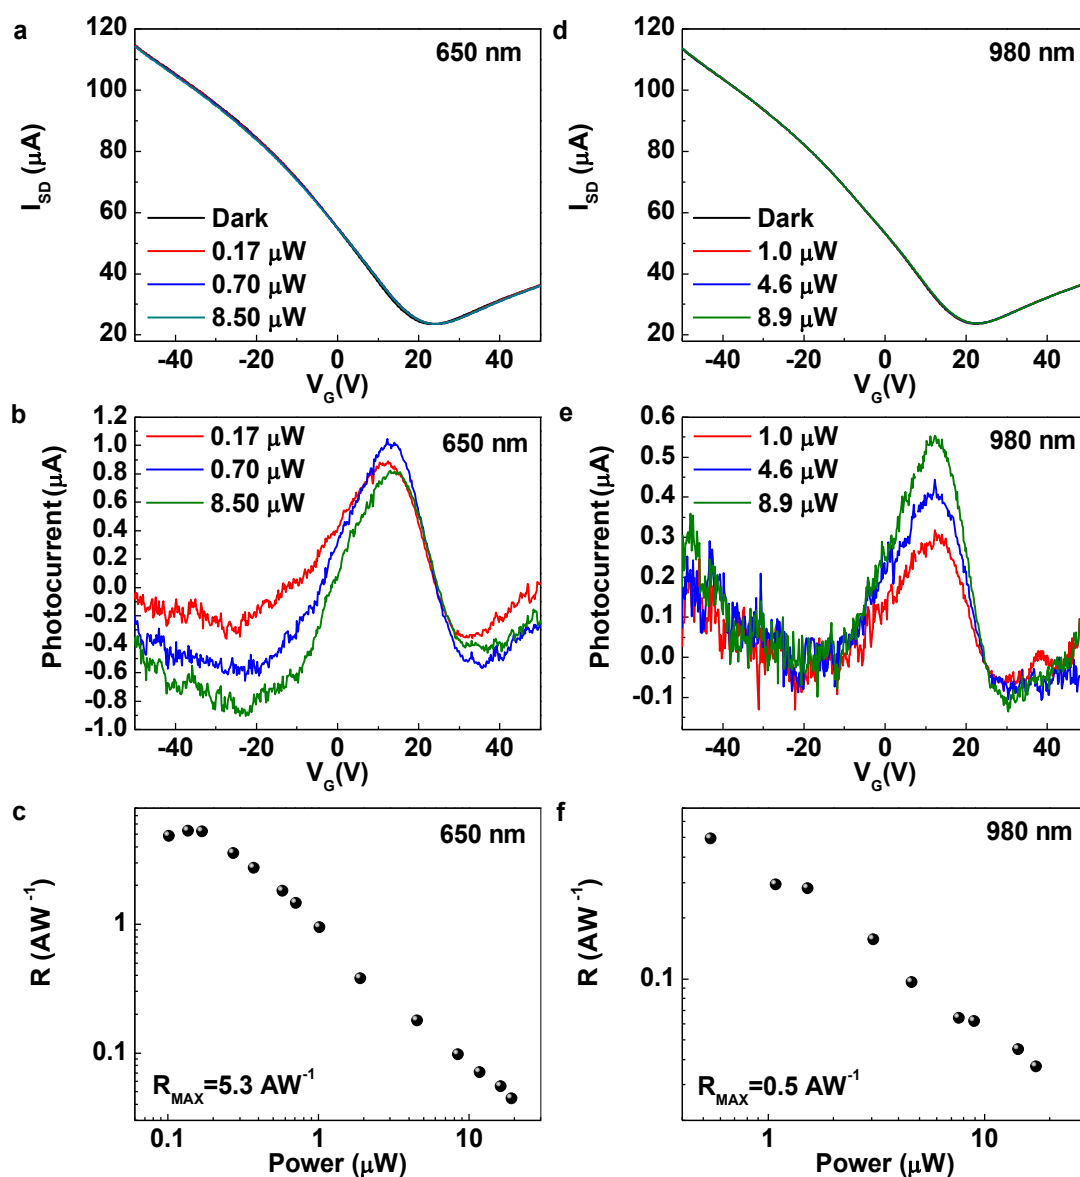 a
650 nm
120
100
80
60
40
20
I_SD (μA)
Dark
0.17 μW
0.70 μW
8.50 μW
-40 -20 0 20 40
V_G(V)
d
980 nm
120
100
80
60
40
20
I_SD (μA)
Dark
1.0 μW
4.6 μW
8.9 μW
-40 -20 0 20 40
V_G(V)
b
650 nm
1.2
1.0
0.8
0.6
0.4
0.2
0.0
-0.2
-0.4
-0.6
-0.8
-1.0
Photocurrent (μA)
0.17 μW
0.70 μW
8.50 μW
-40 -20 0 20 40
V_G(V)
e
980 nm
0.6
0.5
0.4
0.3
0.2
0.1
0.0
-0.1
Photocurrent (μA)
1.0 μW
4.6 μW
8.9 μW
-40 -20 0 20 40
V_G(V)
c
650 nm
1
0.1
R (AW⁻¹)
R_MAX=5.3 AW⁻¹
0.1 1 10
Power (μW)
f
980 nm
0.1
R (AW⁻¹)
R_MAX=0.5 AW⁻¹
1 10
Power (μW)